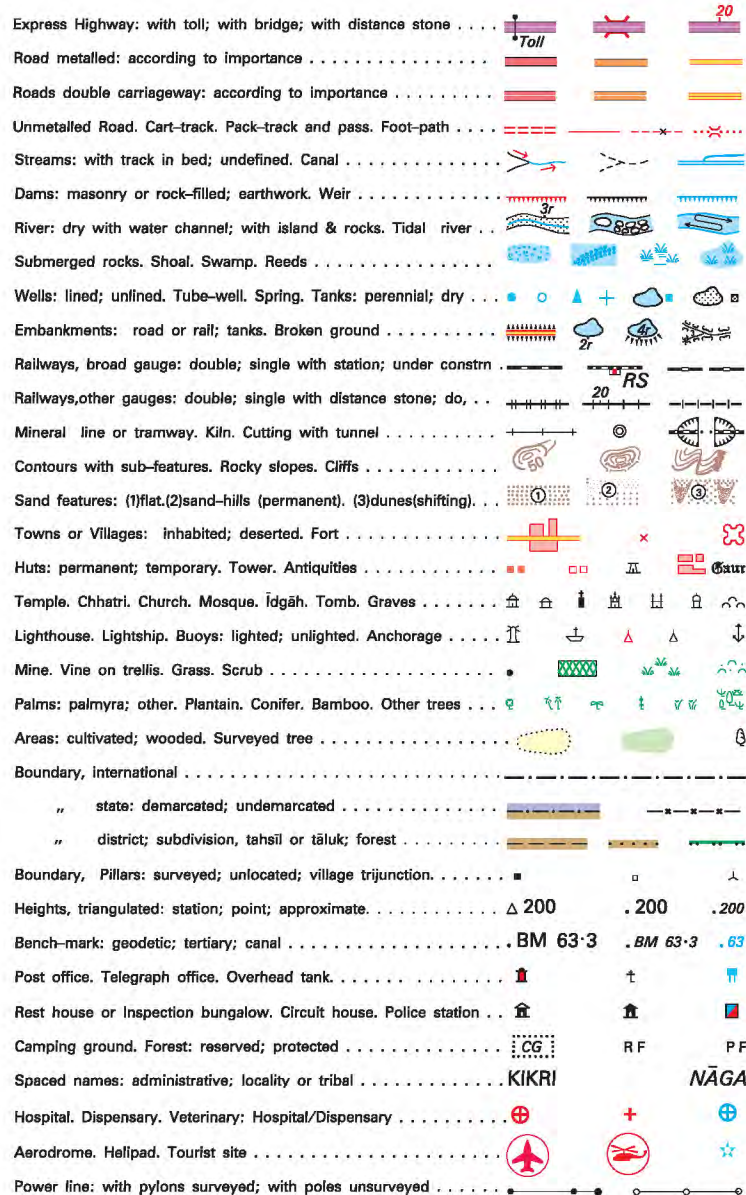 Express Highway: with toll; with bridge; with distance stone . . . . Toll 20
Road metalled: according to importance . . . . . . . . . . . . . . . .
Roads double carriageway: according to importance . . . . . . . . .
Unmetalled Road. Cart–track. Pack–track and pass. Foot–path . . . .
Streams: with track in bed; undefined. Canal . . . . . . . . . . . . .
Dams: masonry or rock–filled; earthwork. Weir . . . . . . . . . . . .
River: dry with water channel; with island & rocks. Tidal river . . 3r
Submerged rocks. Shoal. Swamp. Reeds . . . . . . . . . . . . . . .
Wells: lined; unlined. Tube–well. Spring. Tanks: perennial; dry . . .
Embankments: road or rail; tanks. Broken ground . . . . . . . . . . 2r 4r
Railways, broad gauge: double; single with station; under constrn . RS
Railways,other gauges: double; single with distance stone; do, . . 20
Mineral line or tramway. Kiln. Cutting with tunnel . . . . . . . . . .
Contours with sub–features. Rocky slopes. Cliffs . . . . . . . . . . . 50
Sand features: (1)flat.(2)sand–hills (permanent). (3)dunes(shifting). . . 1 2 3
Towns or Villages: inhabited; deserted. Fort . . . . . . . . . . . . .
Huts: permanent; temporary. Tower. Antiquities . . . . . . . . . . . Gaur
Temple. Chhatri. Church. Mosque. Īdgāh. Tomb. Graves . . . . . . .
Lighthouse. Lightship. Buoys: lighted; unlighted. Anchorage . . . . .
Mine. Vine on trellis. Grass. Scrub . . . . . . . . . . . . . . . . . .
Palms: palmyra; other. Plantain. Conifer. Bamboo. Other trees . . .
Areas: cultivated; wooded. Surveyed tree . . . . . . . . . . . . . .
Boundary, international . . . . . . . . . . . . . . . . . . . . . . . .
„ state: demarcated; undemarcated . . . . . . . . . . . .
„ district; subdivision, tahsīl or tāluk; forest . . . . . . . .
Boundary, Pillars: surveyed; unlocated; village trijunction. . . . . . .
Heights, triangulated: station; point; approximate. . . . . . . . . . . 200 .200 .200
Bench–mark: geodetic; tertiary; canal . . . . . . . . . . . . . . . . .BM 63·3 .BM 63·3 .63
Post office. Telegraph office. Overhead tank. . . . . . . . . . . . . .
Rest house or Inspection bungalow. Circuit house. Police station . .
Camping ground. Forest: reserved; protected . . . . . . . . . . . . CG R F P F
Spaced names: administrative; locality or tribal . . . . . . . . . . . KIKRI NĀGA
Hospital. Dispensary. Veterinary: Hospital/Dispensary . . . . . . . . .
Aerodrome. Helipad. Tourist site . . . . . . . . . . . . . . . . . . .
Power line: with pylons surveyed; with poles unsurveyed . . . . . .